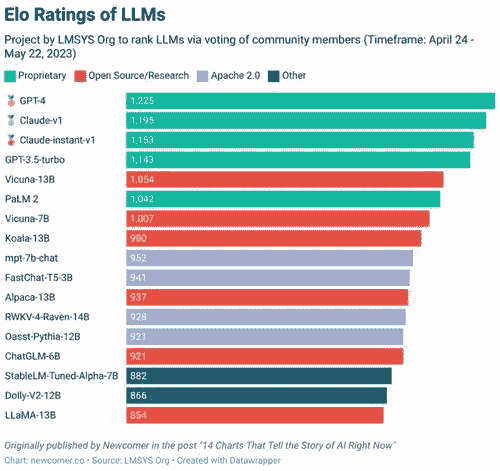 Elo Ratings of LLMs
Project by LMSYS Org to rank LLMs via voting of community members (Timeframe: April 24 -
May 22, 2023)
Proprietary Open Source/Research Apache 2.0 Other
GPT-4 1,225
Claude-v1 1,195
Claude-instant-v1 1,153
GPT-3.5-turbo 1,143
Vicuna-13B 1,054
PaLM 2 1,042
Vicuna-7B 1,007
Koala-13B 980
mpt-7b-chat 952
FastChat-T5-3B 941
Alpaca-13B 937
RWKV-4-Raven-14B 928
Oasst-Pythia-12B 921
ChatGLM-6B 921
StableLM-Tuned-Alpha-7B 882
Dolly-V2-12B 866
LLaMA-13B 854
Originally published by Newcomer in the post "14 Charts That Tell the Story of AI Right Now"
Chart: newcomer.co • Source: LMSYS Org • Created with Datawrapper